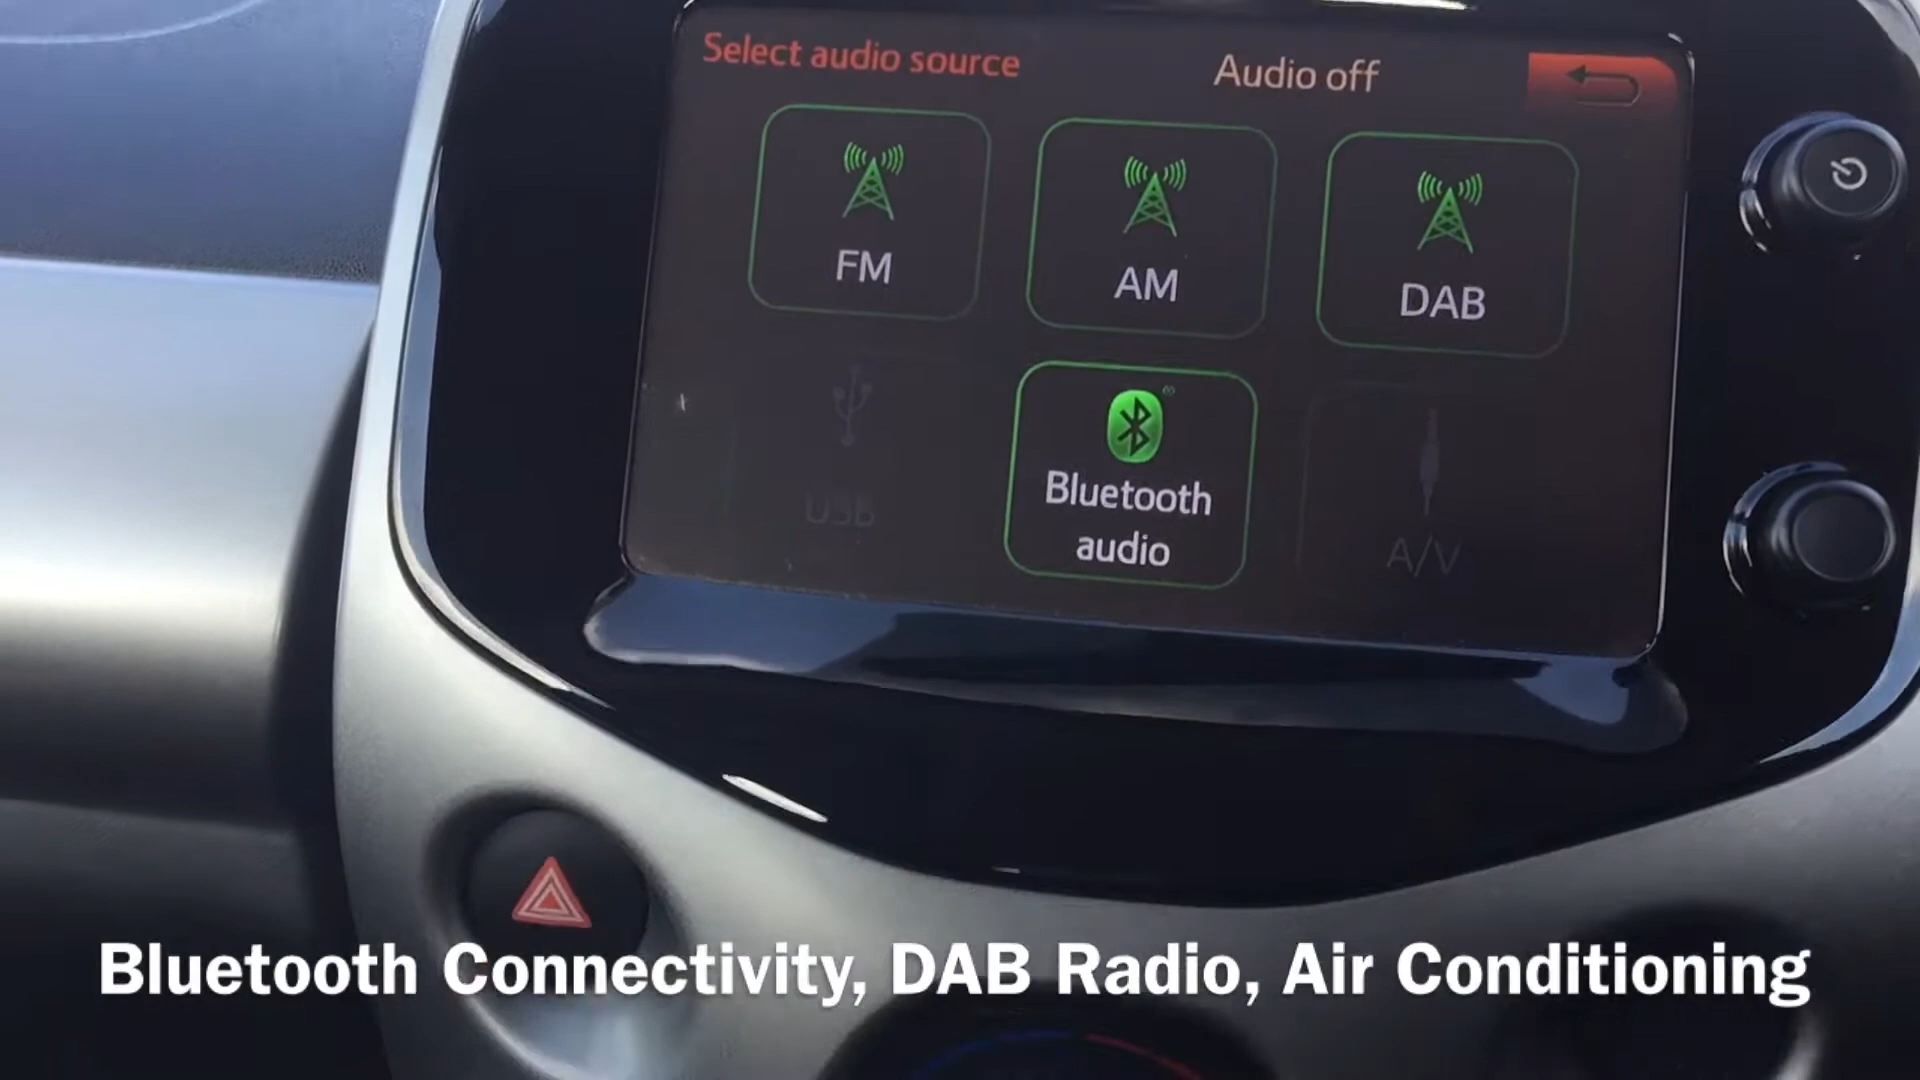 Select audio source
Audio off
FM
AM
DAB
USB
Bluetooth
audio
A/V
Bluetooth Connectivity, DAB Radio, Air Conditioning